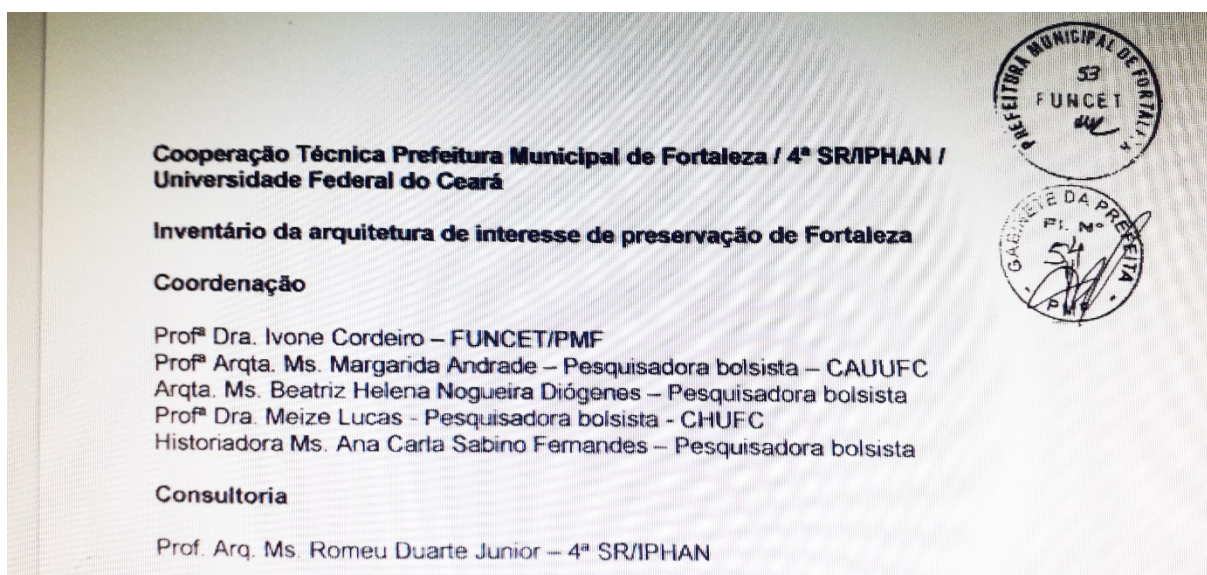 PREFEITURA MUNICIPAL DE FORTALEZA
53
FUNCET
Cooperação Técnica Prefeitura Municipal de Fortaleza / 4ª SR/IPHAN /
Universidade Federal do Ceará
GABINETE DA PREFEITA
Fl. Nº
54
PMF
Inventário da arquitetura de interesse de preservação de Fortaleza
Coordenação
Profª Dra. Ivone Cordeiro – FUNCET/PMF
Profª Arqta. Ms. Margarida Andrade – Pesquisadora bolsista – CAUUFC
Arqta. Ms. Beatriz Helena Nogueira Diógenes – Pesquisadora bolsista
Profª Dra. Meize Lucas - Pesquisadora bolsista - CHUFC
Historiadora Ms. Ana Carla Sabino Fernandes – Pesquisadora bolsista
Consultoria
Prof. Arq. Ms. Romeu Duarte Junior – 4ª SR/IPHAN